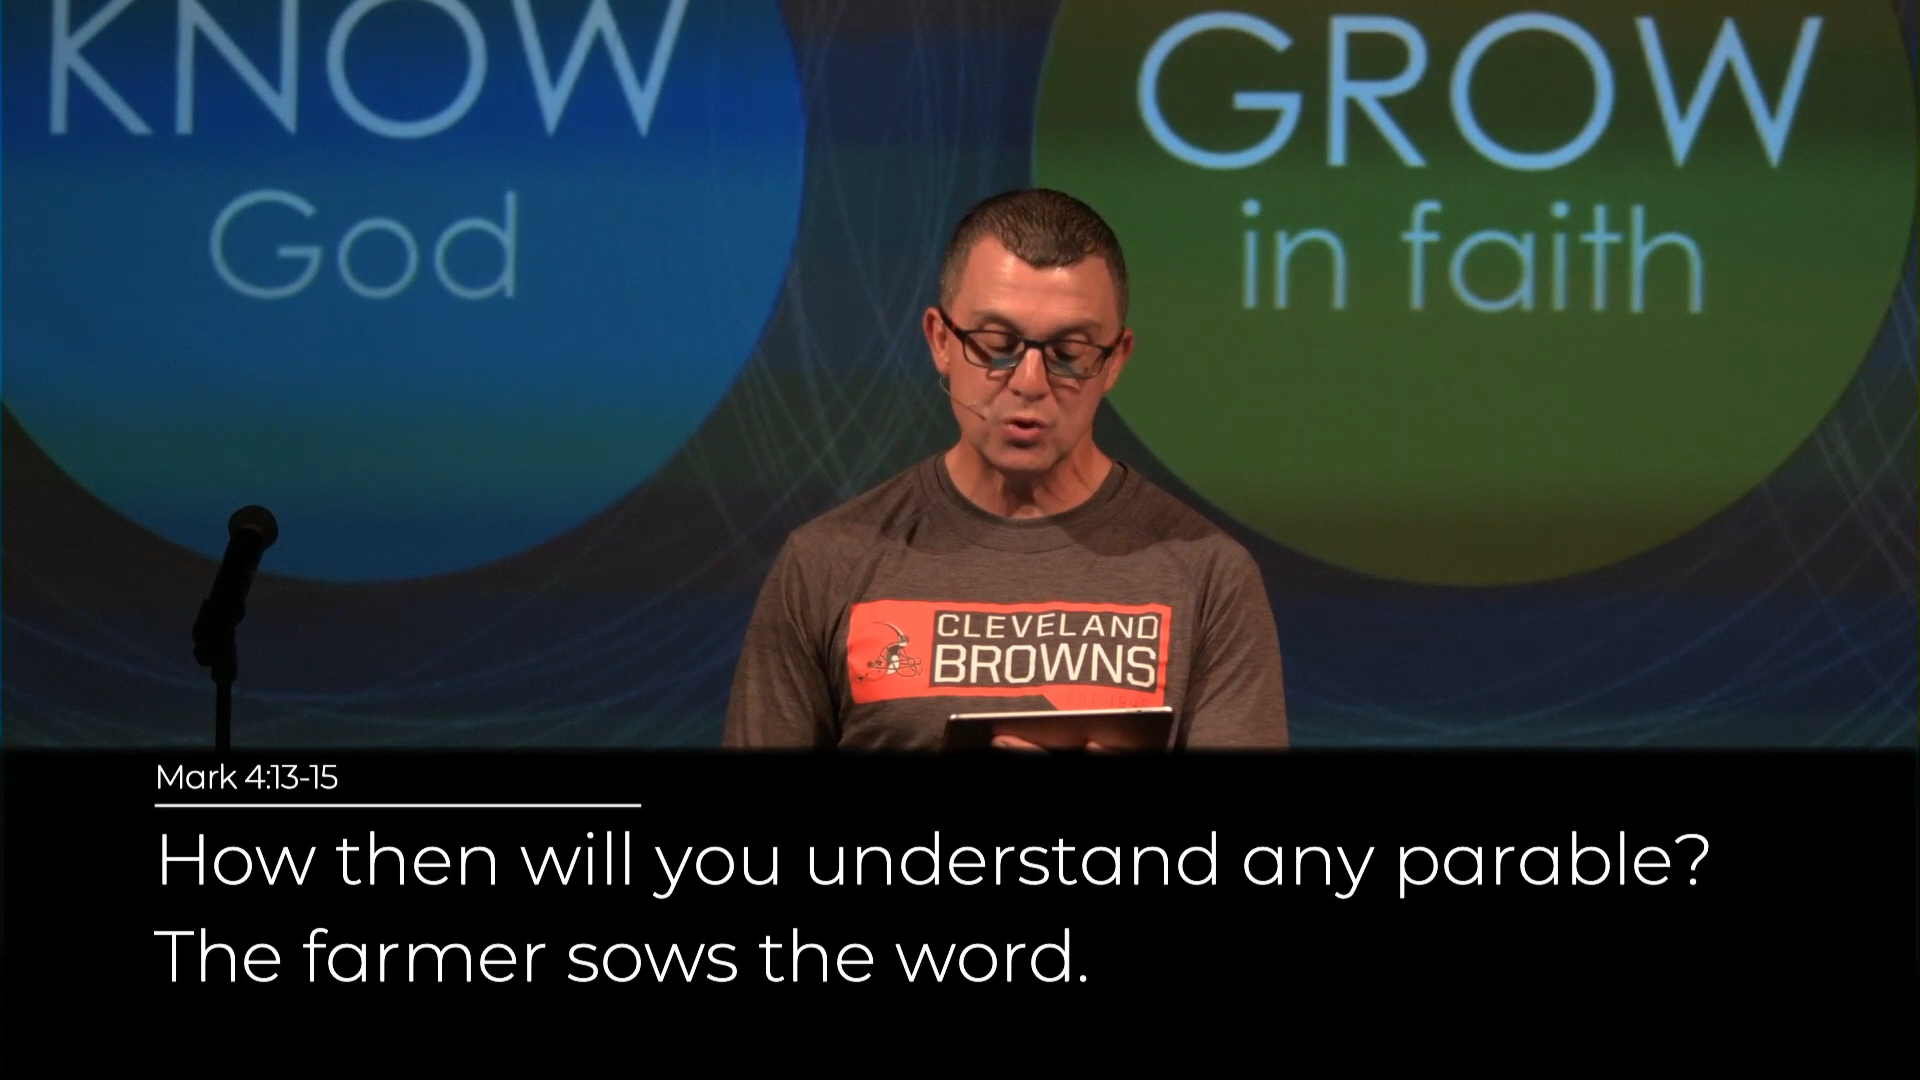 KNOW
God
GROW
in faith
CLEVELAND
BROWNS
Mark 4:13-15
How then will you understand any parable?
The farmer sows the word.